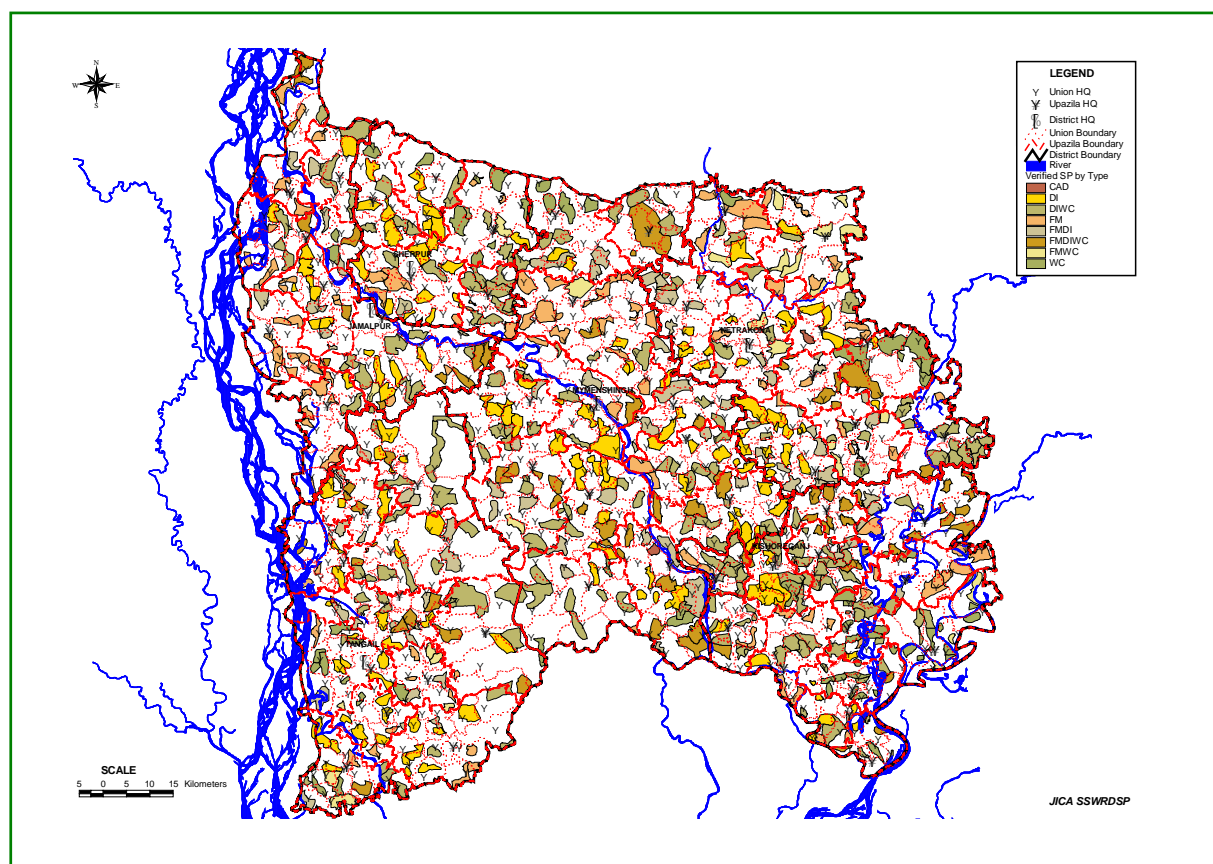 N
W E
S
LEGEND
Union HQ
Upazila HQ
District HQ
Union Boundary
Upazila Boundary
District Boundary
River
Verified SP by Type
CAD
DI
DIWC
FM
FMDI
FMDIWC
FMWC
WC
SHERPUR
JAMALPUR
NETRAKONA
MYMENSINGH
KISHOREGANJ
TANGAIL
SCALE
5 0 5 10 15 Kilometers
JICA SSWRDSP